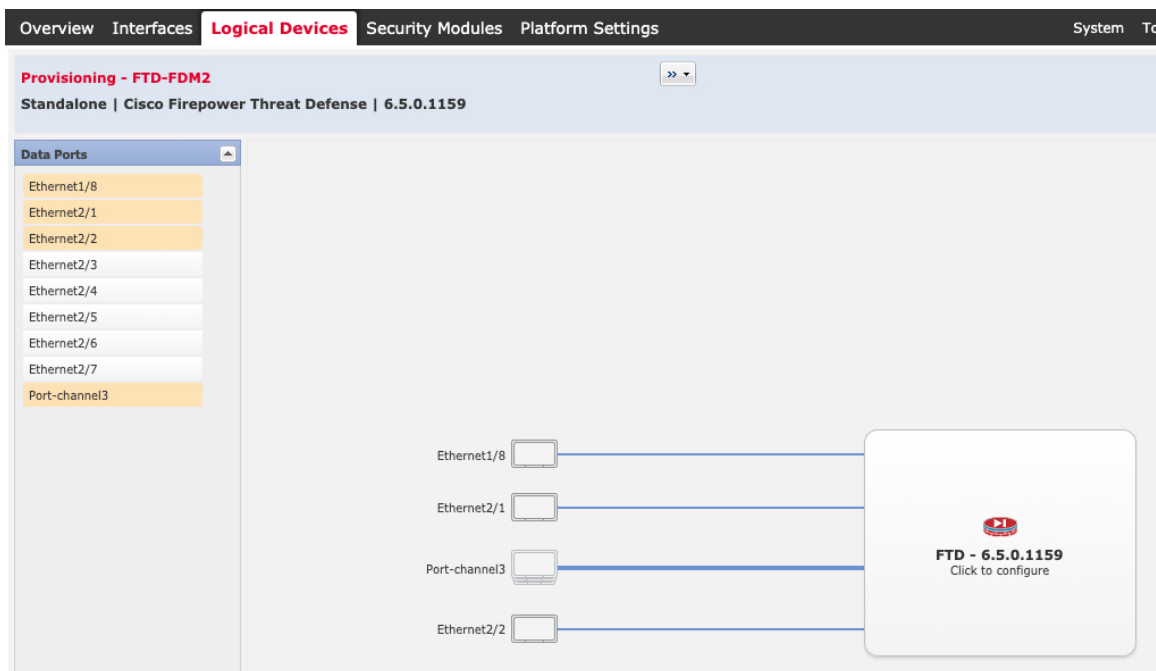 Overview Interfaces Logical Devices Security Modules Platform Settings System
Provisioning - FTD-FDM2
Standalone | Cisco Firepower Threat Defense | 6.5.0.1159
Data Ports
Ethernet1/8
Ethernet2/1
Ethernet2/2
Ethernet2/3
Ethernet2/4
Ethernet2/5
Ethernet2/6
Ethernet2/7
Port-channel3
Ethernet1/8
Ethernet2/1
Port-channel3
Ethernet2/2
FTD - 6.5.0.1159
Click to configure